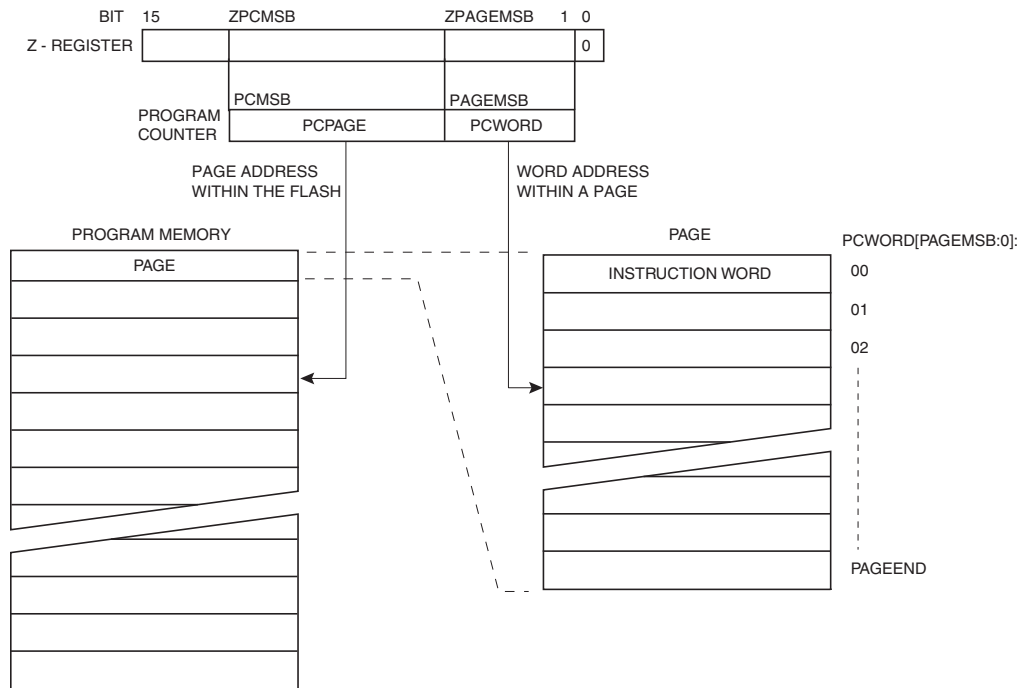 BIT 15 ZPCMSB ZPAGEMSB 1 0
Z - REGISTER 0
PCMSB PAGEMSB
PROGRAM
COUNTER
PCPAGE PCWORD
PAGE ADDRESS
WITHIN THE FLASH
WORD ADDRESS
WITHIN A PAGE
PROGRAM MEMORY
PAGE
PAGE
INSTRUCTION WORD
PCWORD[PAGEMSB:0]:
00
01
02
PAGEEND